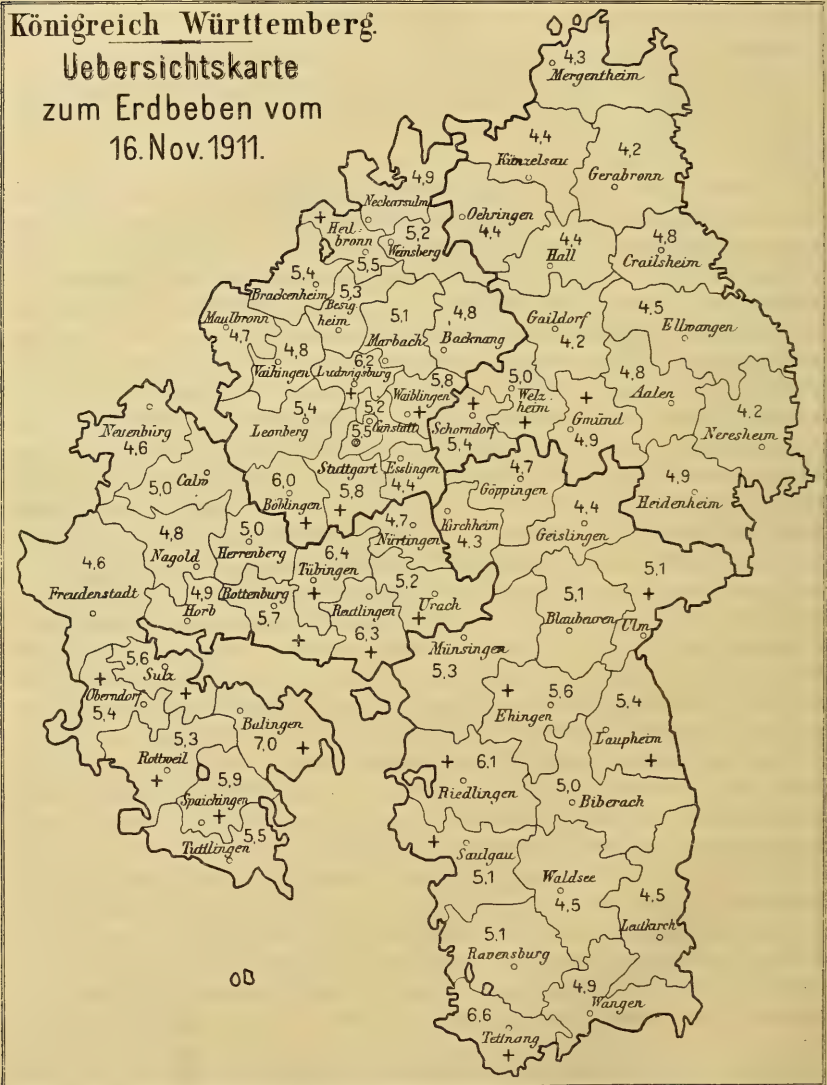 Königreich Württemberg.
Uebersichtskarte
zum Erdbeben vom
16. Nov. 1911.
4,3
Mergentheim
4,4
Künzelsau
4,2
Gerabronn
4,9
Neckarsulm
Oehringen
4,4
+
Heil-
bronn
5,5
5,2
Weinsberg
4,4
Hall
4,8
Crailsheim
5,4
Brackenheim
5,3
Besig-
heim
Maulbronn
4,7
5,1
Marbach
4,8
Backnang
Gaildorf
4,2
4,5
Ellwangen
4,8
Vaihingen
6,2
Ludwigsburg
+
5,8
Waiblingen
+
5,0
Welz-
heim
+
4,8
Aalen
4,2
Neresheim
Neuenbürg
4,6
5,4
Leonberg
5,2
Cannstatt
5,5
+
Schorndorf
5,4
+
Gmünd
4,9
5,0 Calw
6,0
Böblingen
+
Stuttgart
5,8
+
Esslingen
4,4
4,7
Göppingen
4,9
Heidenheim
4,8
Nagold
5,0
Herrenberg
6,4
Tübingen
+
4,7
Nürtingen
Kirchheim
4,3
4,4
Geislingen
4,6
Freudenstadt
4,9
Horb
Rottenburg
5,7
+
Reutlingen
6,3
+
5,2
Urach
+
5,1
Blaubeuren
5,1
+
Ulm
Münsingen
5,3
5,6
Sulz
+
+
Oberndorf
5,4
Balingen
7,0
+
+
5,6
Ehingen
5,4
Laupheim
+
5,3
Rottweil
+
5,9
Spaichingen
+
5,5
Tuttlingen
+
6,1
Riedlingen
5,0
Biberach
+
Saulgau
5,1
Waldsee
4,5
4,5
Leutkirch
5,1
Ravensburg
4,9
Wangen
6,6
Tettnang
+